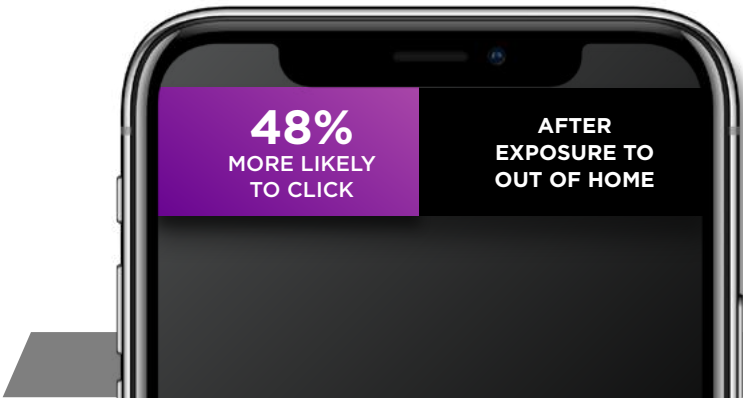 48%
MORE LIKELY
TO CLICK
AFTER
EXPOSURE TO
OUT OF HOME